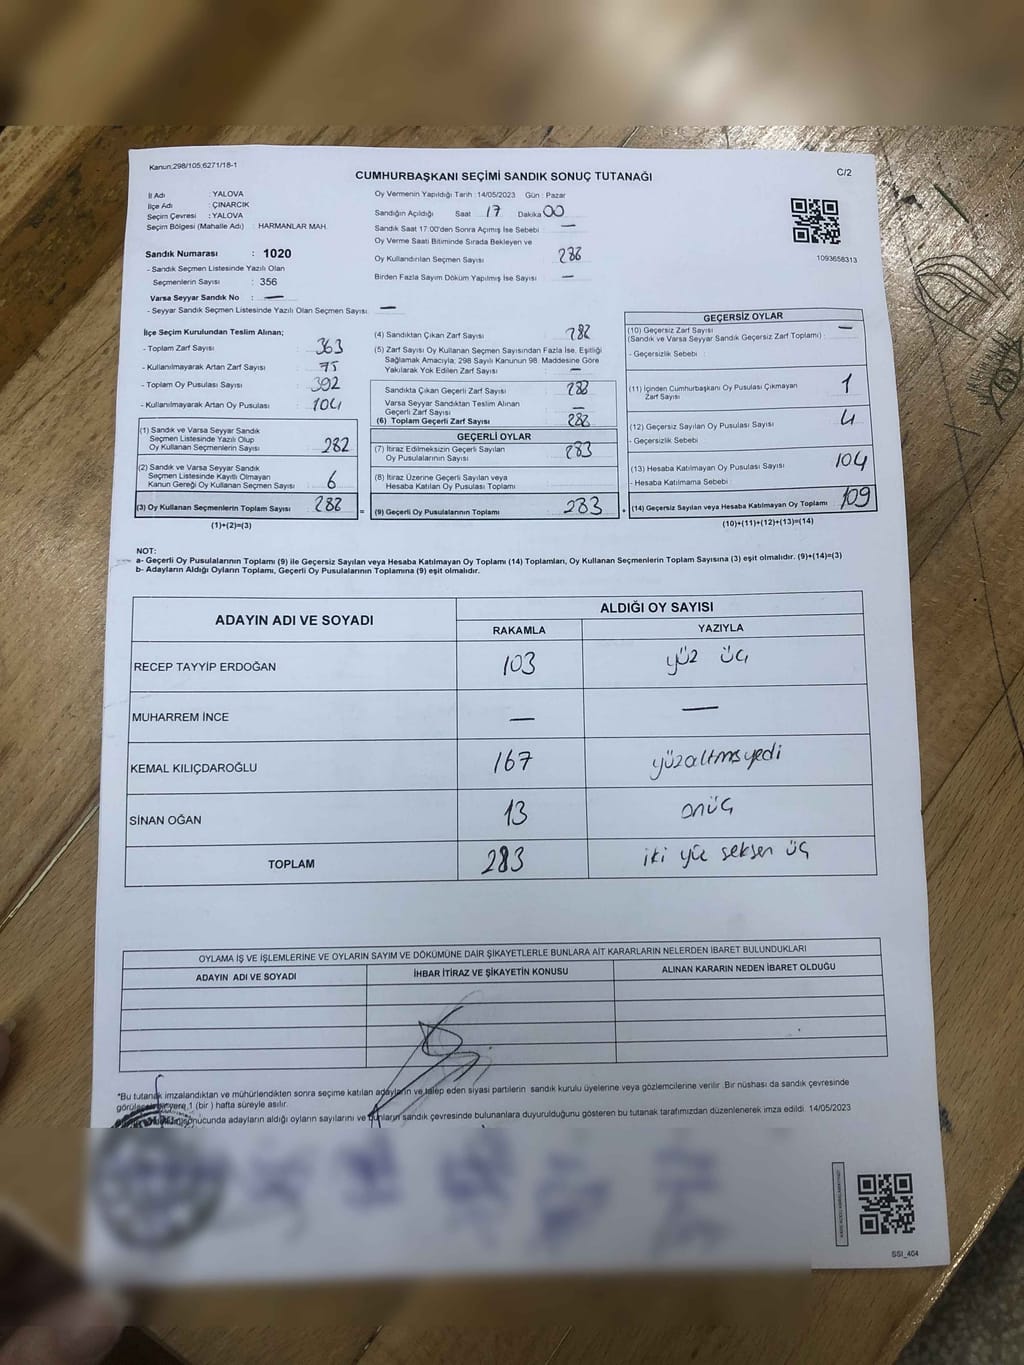 Kanun:298/105;6271/18-1
CUMHURBAŞKANI SEÇİMİ SANDIK SONUÇ TUTANAĞI
C/2
İl Adı : YALOVA
İlçe Adı : ÇINARCIK
Seçim Çevresi : YALOVA
Seçim Bölgesi (Mahalle Adı) : HARMANLAR MAH.
Oy Vermenin Yapıldığı Tarih : 14/05/2023 Gün : Pazar
Sandığın Açıldığı Saat 17 Dakika 00
Sandık Saat 17:00'den Sonra Açımış İse Sebebi —
Oy Verme Saati Bitiminde Sırada Bekleyen ve
Oy Kullandırılan Seçmen Sayısı 288
Birden Fazla Sayım Döküm Yapılmış İse Sayısı —
1093658313
Sandık Numarası : 1020
- Sandık Seçmen Listesinde Yazılı Olan
Seçmenlerin Sayısı : 356
Varsa Seyyar Sandık No : —
- Seyyar Sandık Seçmen Listesinde Yazılı Olan Seçmen Sayısı : —
İlçe Seçim Kurulundan Teslim Alınan;
- Toplam Zarf Sayısı : 363
- Kullanılmayarak Artan Zarf Sayısı : 75
- Toplam Oy Pusulası Sayısı : 392
- Kullanılmayarak Artan Oy Pusulası : 104
(1) Sandık ve Varsa Seyyar Sandık
Seçmen Listesinde Yazılı Olup
Oy Kullanan Seçmenlerin Sayısı : 282
(2) Sandık ve Varsa Seyyar Sandık
Seçmen Listesinde Kayıtlı Olmayan
Kanun Gereği Oy Kullanan Seçmen Sayısı : 6
(3) Oy Kullanan Seçmenlerin Toplam Sayısı : 288
(1)+(2)=(3)
(4) Sandıktan Çıkan Zarf Sayısı : 288
(5) Zarf Sayısı Oy Kullanan Seçmen Sayısından Fazla İse, Eşitliği
Sağlamak Amacıyla; 298 Sayılı Kanunun 98. Maddesine Göre
Yakılarak Yok Edilen Zarf Sayısı : —
Sandıkta Çıkan Geçerli Zarf Sayısı : 288
Varsa Seyyar Sandıktan Teslim Alınan
Geçerli Zarf Sayısı : —
(6) Toplam Geçerli Zarf Sayısı : 288
GEÇERLİ OYLAR
(7) İtiraz Edilmeksizin Geçerli Sayılan
Oy Pusulalarının Sayısı : 283
(8) İtiraz Üzerine Geçerli Sayılan veya
Hesaba Katılan Oy Pusulası Toplamı :
= (9) Geçerli Oy Pusulalarının Toplamı : 283
GEÇERSİZ OYLAR
(10) Geçersiz Zarf Sayısı —
(Sandık ve Varsa Seyyar Sandık Geçersiz Zarf Toplamı) :
- Geçersizlik Sebebi :
(11) İçinden Cumhurbaşkanı Oy Pusulası Çıkmayan
Zarf Sayısı : 1
(12) Geçersiz Sayılan Oy Pusulası Sayısı : 4
- Geçersizlik Sebebi :
(13) Hesaba Katılmayan Oy Pusulası Sayısı : 104
- Hesaba Katılmama Sebebi :
+ (14) Geçersiz Sayılan veya Hesaba Katılmayan Oy Toplamı : 109
(10)+(11)+(12)+(13)=(14)
NOT:
a- Geçerli Oy Pusulalarının Toplamı (9) ile Geçersiz Sayılan veya Hesaba Katılmayan Oy Toplamı (14) Toplamları, Oy Kullanan Seçmenlerin Toplam Sayısına (3) eşit olmalıdır. (9)+(14)=(3)
b- Adayların Aldığı Oyların Toplamı, Geçerli Oy Pusulalarının Toplamına (9) eşit olmalıdır.
ADAYIN ADI VE SOYADI
ALDIĞI OY SAYISI
RAKAMLA YAZIYLA
RECEP TAYYİP ERDOĞAN 103 yüz üç
MUHARREM İNCE — —
KEMAL KILIÇDAROĞLU 167 yüzaltmışyedi
SİNAN OĞAN 13 onüç
TOPLAM 283 iki yüz seksen üç
OYLAMA İŞ VE İŞLEMLERİNE VE OYLARIN SAYIM VE DÖKÜMÜNE DAİR ŞİKAYETLERLE BUNLARA AİT KARARLARIN NELERDEN İBARET BULUNDUKLARI
ADAYIN ADI VE SOYADI İHBAR İTİRAZ VE ŞİKAYETİN KONUSU ALINAN KARARIN NEDEN İBARET OLDUĞU
*Bu tutanak imzalandıktan ve mühürlendikten sonra seçime katılan adayların ve talep eden siyasi partilerin sandık kurulu üyelerine veya gözlemcilerine verilir. Bir nüshası da sandık çevresinde
yere 1 (bir) hafta süreyle asılır.
sonucunda adayların aldığı oyların sayılarını ve bunların sandık çevresinde bulunanlara duyurulduğunu gösteren bu tutanak tarafımızdan düzenlenerek imza edildi. 14/05/2023
SSI_404